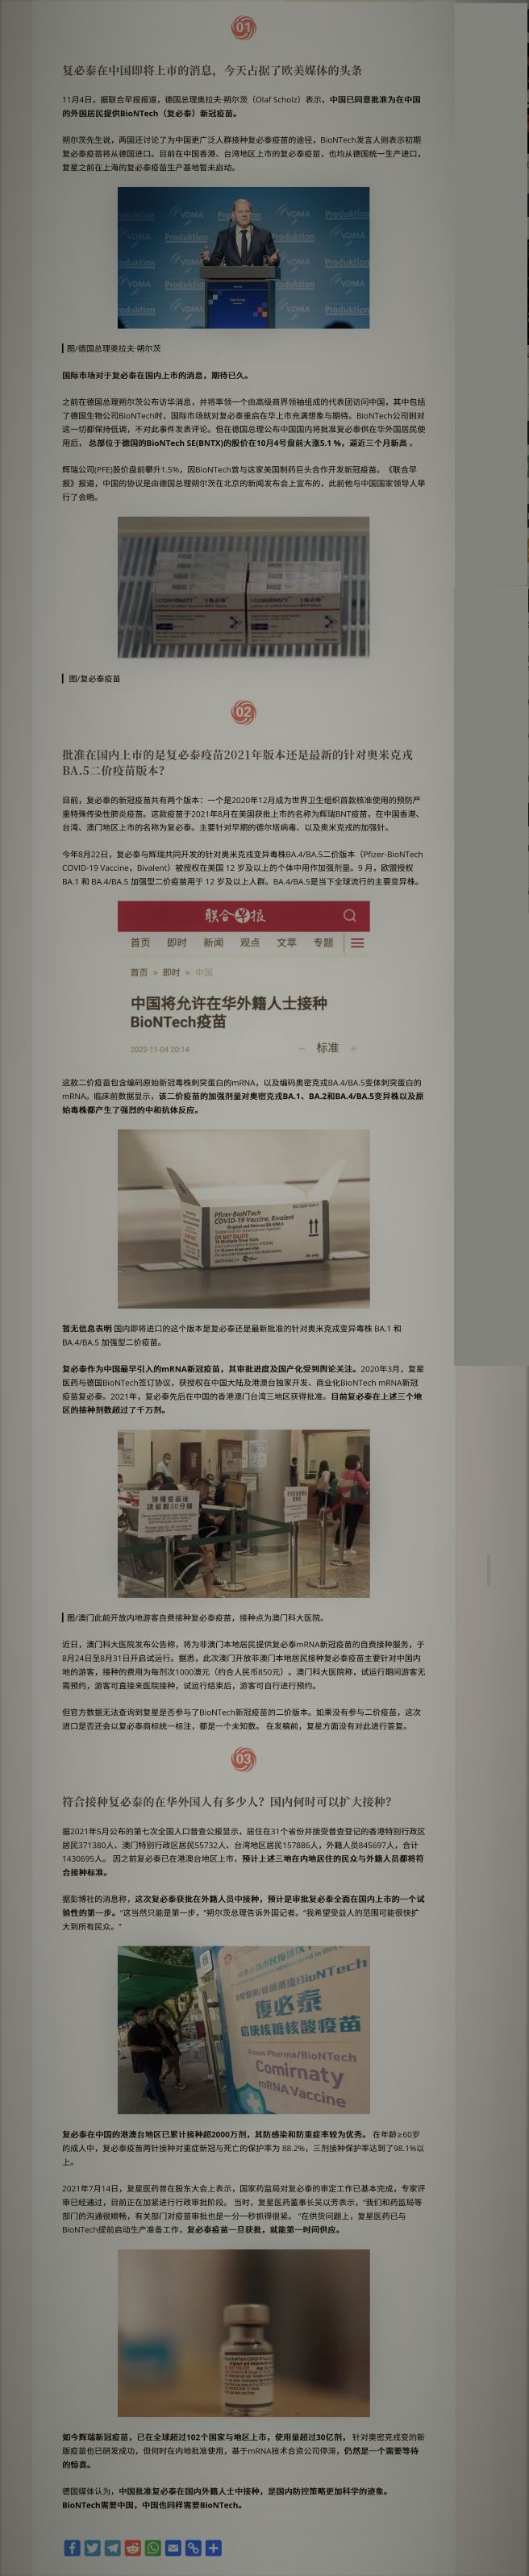 01
复必泰在中国即将上市的消息，今天占据了欧美媒体的头条
11月4日，据联合早报报道，德国总理奥拉夫·朔尔茨（Olaf Scholz）表示，中国已同意批准为在中国
的外国居民提供BioNTech（复必泰）新冠疫苗。
朔尔茨先生说，两国还讨论了为中国更广泛人群接种复必泰疫苗的途径，BioNTech发言人则表示初期
复必泰疫苗将从德国进口。目前在中国香港、台湾地区上市的复必泰疫苗，也均从德国统一生产进口，
复星之前在上海的复必泰疫苗生产基地暂未启动。
VDMA
Produktion
图/德国总理奥拉夫·朔尔茨
国际市场对于复必泰在国内上市的消息，期待已久。
之前在德国总理朔尔茨公布访华消息，并将率领一个由高级商界领袖组成的代表团访问中国，其中包括
了德国生物公司BioNTech时，国际市场就对复必泰重启在华上市充满想象与期待。BioNTech公司则对
这一切都保持低调，不对此事件发表评论。但在德国总理公布中国国内将批准复必泰供在华外国居民使
用后， 总部位于德国的BioNTech SE(BNTX)的股价在10月4号盘前大涨5.1 %，逼近三个月新高 。
辉瑞公司(PFE)股价盘前攀升1.5%，因BioNTech曾与这家美国制药巨头合作开发新冠疫苗。《联合早
报》报道，中国的协议是由德国总理朔尔茨在北京的新闻发布会上宣布的，此前他与中国国家领导人举
行了会晤。
COMIRNATY
图/复必泰疫苗
02
批准在国内上市的是复必泰疫苗2021年版本还是最新的针对奥米克戎
BA.5二价疫苗版本？
目前，复必泰的新冠疫苗共有两个版本：一个是2020年12月成为世界卫生组织首款核准使用的预防严
重特殊传染性肺炎疫苗。这款疫苗于2021年8月在美国获批上市的名称为辉瑞BNT疫苗，在中国香港、
台湾、澳门地区上市的名称为复必泰。主要针对早期的德尔塔病毒、以及奥米克戎的加强针。
今年8月22日，复必泰与辉瑞共同开发的针对奥米克戎变异毒株BA.4/BA.5二价版本（Pfizer-BioNTech
COVID-19 Vaccine，Bivalent）被授权在美国 12 岁及以上的个体中用作加强剂量。9 月，欧盟授权
BA.1 和 BA.4/BA.5 加强型二价疫苗用于 12 岁及以上人群。BA.4/BA.5是当下全球流行的主要变异株。
联合早报
首页 即时 新闻 观点 文萃 专题
首页 > 即时 > 中国
中国将允许在华外籍人士接种
BioNTech疫苗
2022-11-04 20:14 − 标准 +
这款二价疫苗包含编码原始新冠毒株刺突蛋白的mRNA，以及编码奥密克戎BA.4/BA.5变体刺突蛋白的
mRNA。临床前数据显示，该二价疫苗的加强剂量对奥密克戎BA.1、BA.2和BA.4/BA.5变异株以及原
始毒株都产生了强烈的中和抗体反应。
Pfizer-BioNTech
COVID-19 Vaccine, Bivalent
DO NOT DILUTE
暂无信息表明 国内即将进口的这个版本是复必泰还是最新批准的针对奥米克戎变异毒株 BA.1 和
BA.4/BA.5 加强型二价疫苗。
复必泰作为中国最早引入的mRNA新冠疫苗，其审批进度及国产化受到舆论关注。2020年3月，复星
医药与德国BioNTech签订协议，获授权在中国大陆及港澳台独家开发、商业化BioNTech mRNA新冠
疫苗复必泰。2021年，复必泰先后在中国的香港澳门台湾三地区获得批准。目前复必泰在上述三个地
区的接种剂数超过了千万剂。
接種疫苗後
請留觀30分鐘
图/澳门此前开放内地游客自费接种复必泰疫苗，接种点为澳门科大医院。
近日，澳门科大医院发布公告称，将为非澳门本地居民提供复必泰mRNA新冠疫苗的自费接种服务，于
8月24日至8月31日开启试运行。据悉，此次澳门开放非澳门本地居民接种复必泰疫苗主要针对中国内
地的游客，接种的费用为每剂次1000澳元（约合人民币850元）。澳门科大医院称，试运行期间游客无
需预约，游客可直接来医院接种，试运行结束后，游客可自行进行预约。
但官方数据无法查询到复星是否参与了BioNTech新冠疫苗的二价版本。如果没有参与二价疫苗，这次
进口是否还会以复必泰商标统一标注，都是一个未知数。 在发稿前，复星方面没有对此进行答复。
03
符合接种复必泰的在华外国人有多少人？国内何时可以扩大接种？
据2021年5月公布的第七次全国人口普查公报显示，居住在31个省份并接受普查登记的香港特别行政区
居民371380人、澳门特别行政区居民55732人、台湾地区居民157886人，外籍人员845697人，合计
1430695人。 因之前复必泰已在港澳台地区上市，预计上述三地在内地居住的民众与外籍人员都将符
合接种标准。
据彭博社的消息称，这次复必泰获批在外籍人员中接种，预计是审批复必泰全面在国内上市的一个试
验性的第一步。“这当然只能是第一步，”朔尔茨总理告诉外国记者。“我希望受益人的范围可能很快扩
大到所有民众。”
復必泰
信使核糖核酸疫苗
Fosun Pharma/BioNTech
Comirnaty
mRNA Vaccine
复必泰在中国的港澳台地区已累计接种超2000万剂，其防感染和防重症率较为优秀。 在年龄≥60岁
的成人中，复必泰疫苗两针接种对重症新冠与死亡的保护率为 88.2%，三剂接种保护率达到了98.1%以
上。
2021年7月14日，复星医药曾在股东大会上表示，国家药监局对复必泰的审定工作已基本完成，专家评
审已经通过，目前正在加紧进行行政审批阶段。 当时，复星医药董事长吴以芳表示，“我们和药监局等
部门的沟通很顺畅，有关部门对疫苗审批也是一分一秒抓得很紧。 ”在供货问题上，复星医药已与
BioNTech提前启动生产准备工作，复必泰疫苗一旦获批，就能第一时间供应。
如今辉瑞新冠疫苗，已在全球超过102个国家与地区上市，使用量超过30亿剂， 针对奥密克戎变的新
版疫苗也已研发成功，但何时在内地批准使用，基于mRNA技术合资公司停滞，仍然是一个需要等待
的惊喜。
德国媒体认为，中国批准复必泰在国内外籍人士中接种，是国内防控策略更加科学的迹象。
BioNTech需要中国，中国也同样需要BioNTech。